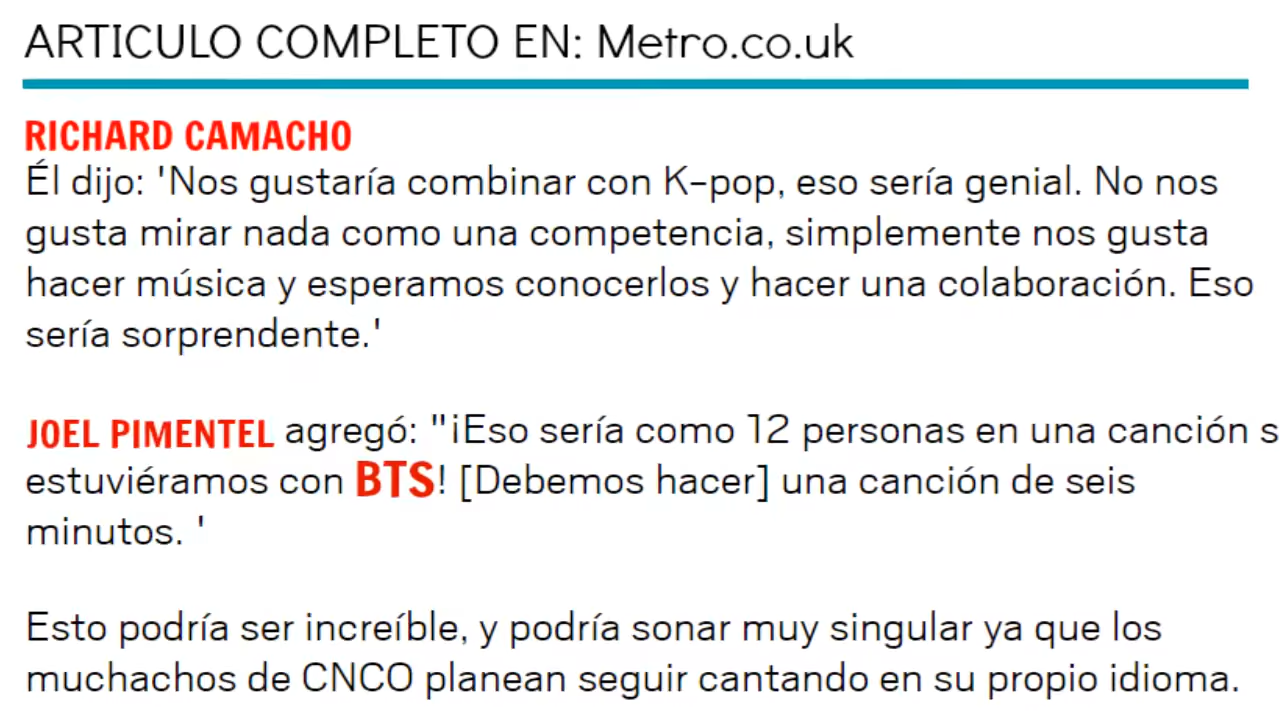 ARTICULO COMPLETO EN: Metro.co.uk
RICHARD CAMACHO
Él dijo: 'Nos gustaría combinar con K-pop, eso sería genial. No nos
gusta mirar nada como una competencia, simplemente nos gusta
hacer música y esperamos conocerlos y hacer una colaboración. Eso
sería sorprendente.'
JOEL PIMENTEL agregó: "¡Eso sería como 12 personas en una canción s
estuviéramos con BTS! [Debemos hacer] una canción de seis
minutos. '
Esto podría ser increíble, y podría sonar muy singular ya que los
muchachos de CNCO planean seguir cantando en su propio idioma.